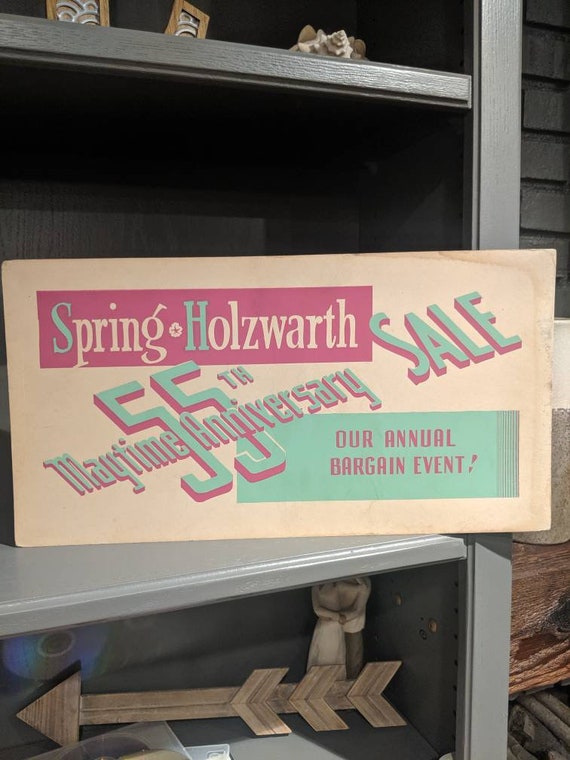 Spring Holzwarth
SALE
55TH
Maytime Anniversary
OUR ANNUAL
BARGAIN EVENT!